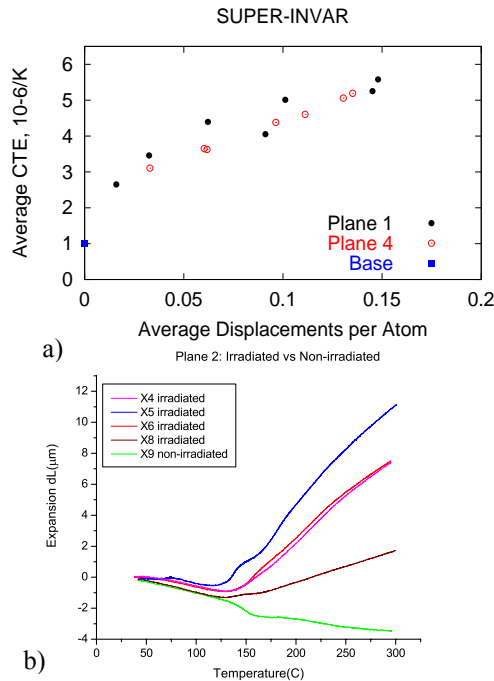 SUPER-INVAR
6
5
4
3
2
1
0
Average CTE, 10-6/K
Plane 1
Plane 4
Base
0 0.05 0.1 0.15 0.2
Average Displacements per Atom
a)
Plane 2: Irradiated vs Non-irradiated
12
10
8
6
4
2
0
-2
-4
Expansion dL(μm)
X4 irradiated
X5 irradiated
X6 irradiated
X8 irradiated
X9 non-irradiated
0 50 100 150 200 250 300
Temperature(C)
b)